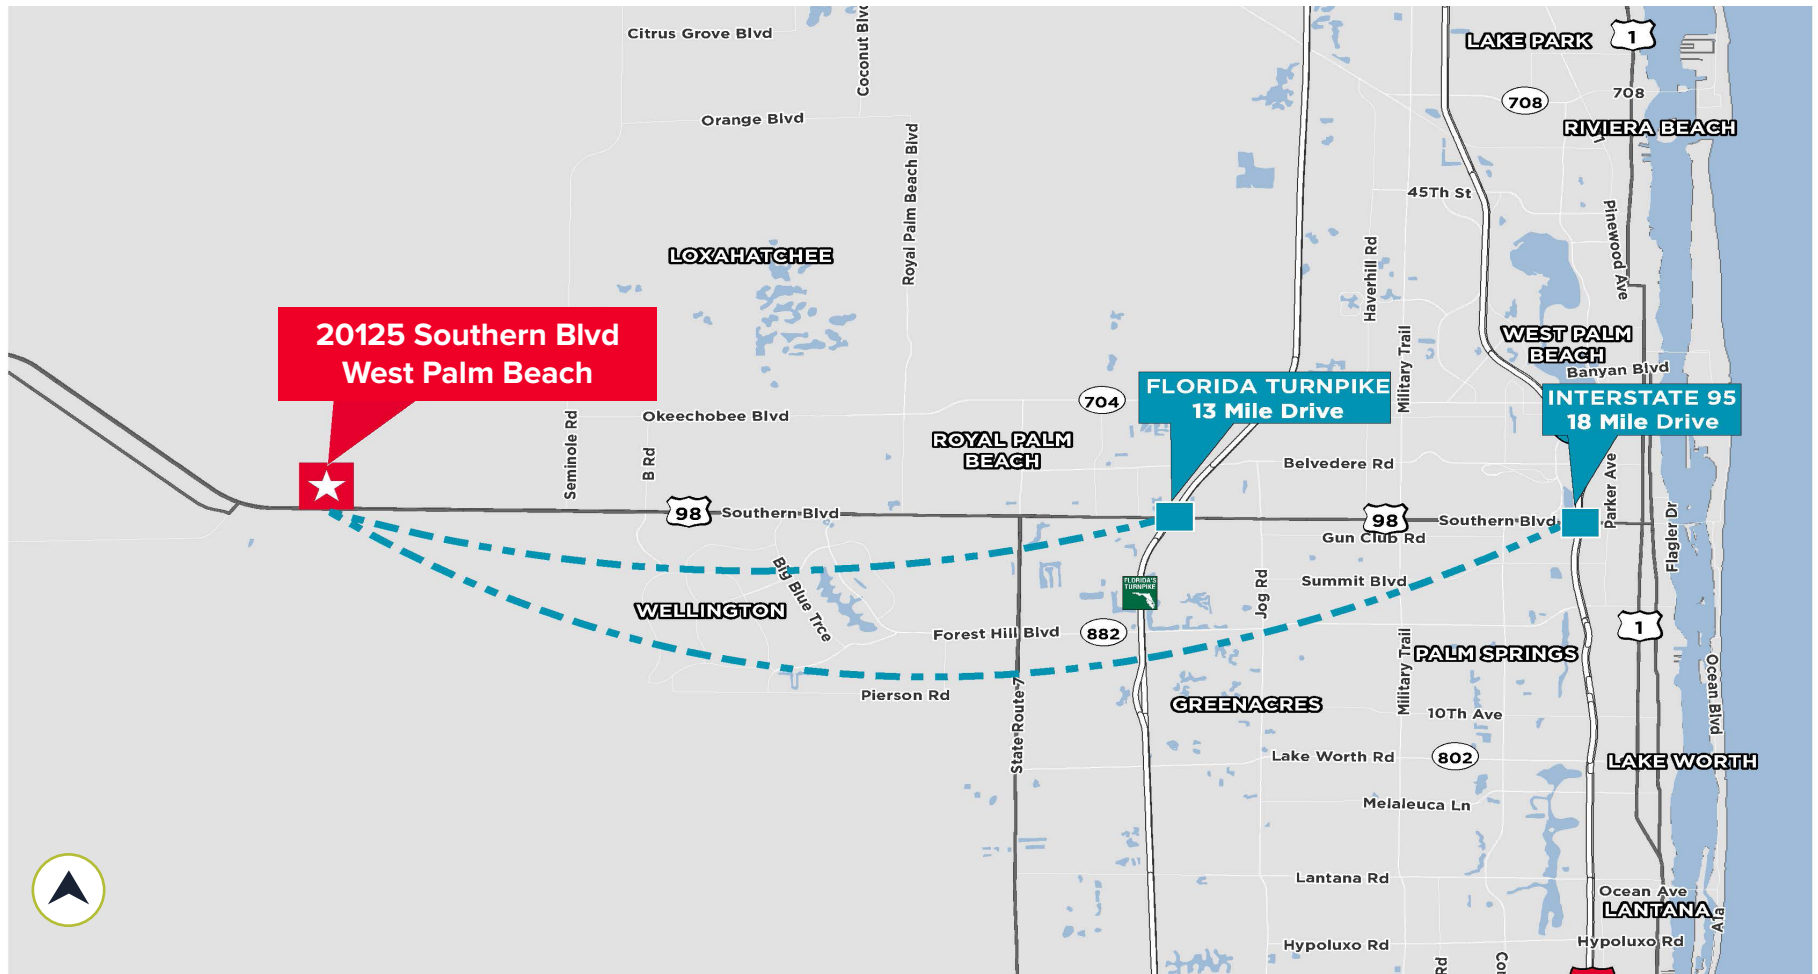 Citrus Grove Blvd
LAKE PARK
1
708
708
Orange Blvd
RIVIERA BEACH
Royal Palm Beach Blvd
45Th St
Pinewood Ave
LOXAHATCHEE
Haverhill Rd
20125 Southern Blvd
West Palm Beach
Military Trail
WEST PALM
BEACH
Banyan Blvd
FLORIDA TURNPIKE
13 Mile Drive
INTERSTATE 95
18 Mile Drive
704
Okeechobee Blvd
Seminole Rd
B Rd
ROYAL PALM
BEACH
Belvedere Rd
Parker Ave
98
Southern Blvd
98
Southern Blvd
Gun Club Rd
Flagler Dr
Big Blue Trce
FLORIDA'S
TURNPIKE
Summit Blvd
Jog Rd
WELLINGTON
Forest Hill Blvd
882
1
Military Trail
PALM SPRINGS
Ocean Blvd
Pierson Rd
State Route 7
GREENACRES
10Th Ave
Lake Worth Rd
802
LAKE WORTH
Melaleuca Ln
Lantana Rd
Ocean Ave
LANTANA
A1a
Hypoluxo Rd
Hypoluxo Rd
Rd